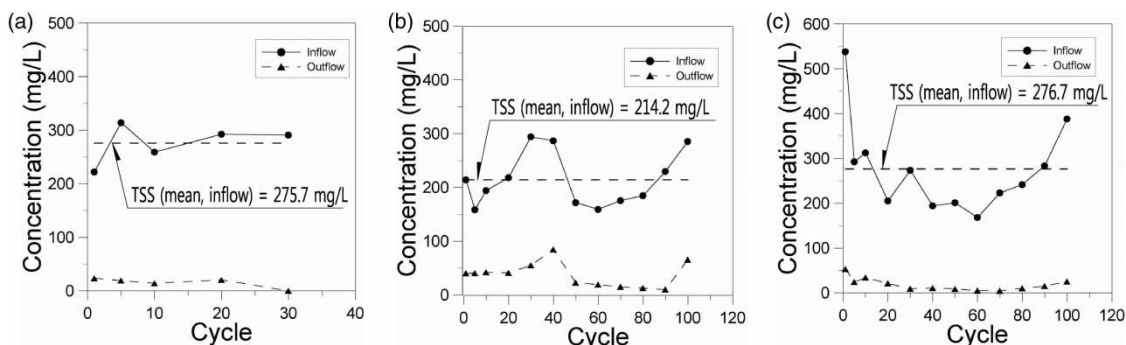 (a)
500
400
300
200
100
0
Concentration (mg/L)
Inflow
Outflow
TSS (mean, inflow) = 275.7 mg/L
0 10 20 30 40
Cycle
(b)
500
400
300
200
100
0
Concentration (mg/L)
Inflow
Outflow
TSS (mean, inflow) = 214.2 mg/L
0 20 40 60 80 100 120
Cycle
(c)
600
500
400
300
200
100
0
Concentration (mg/L)
Inflow
Outflow
TSS (mean, inflow) = 276.7 mg/L
0 20 40 60 80 100 120
Cycle